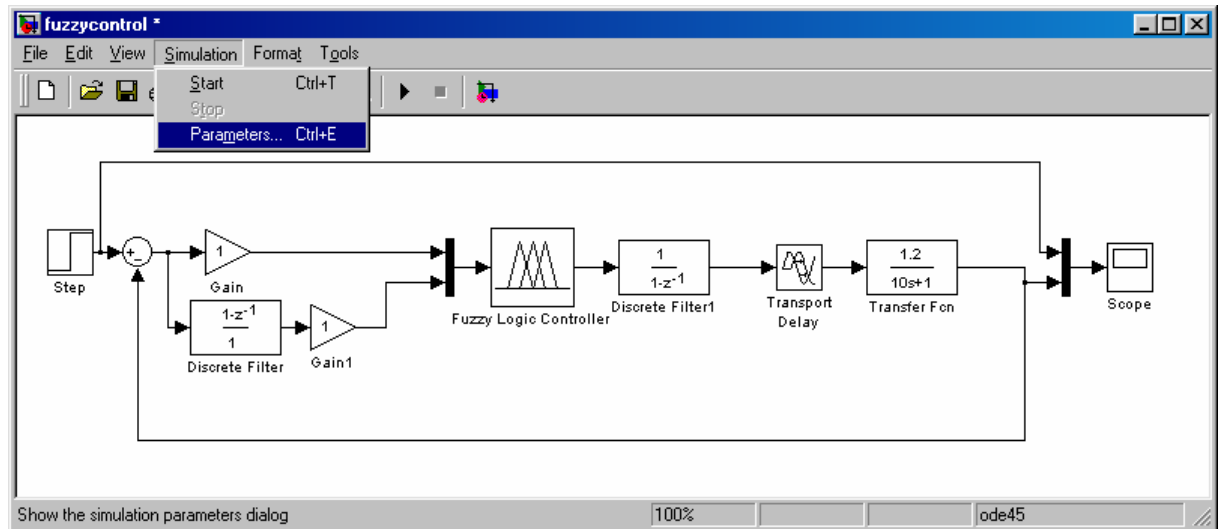 fuzzycontrol *
File Edit View Simulation Format Tools
Start Ctrl+T
Stop
Parameters... Ctrl+E
Step
+
-
1
Gain
1-z-1
1
Discrete Filter
1
Gain1
Fuzzy Logic Controller
1
1-z-1
Discrete Filter1
Transport
Delay
1.2
10s+1
Transfer Fcn
Scope
Show the simulation parameters dialog 100% ode45